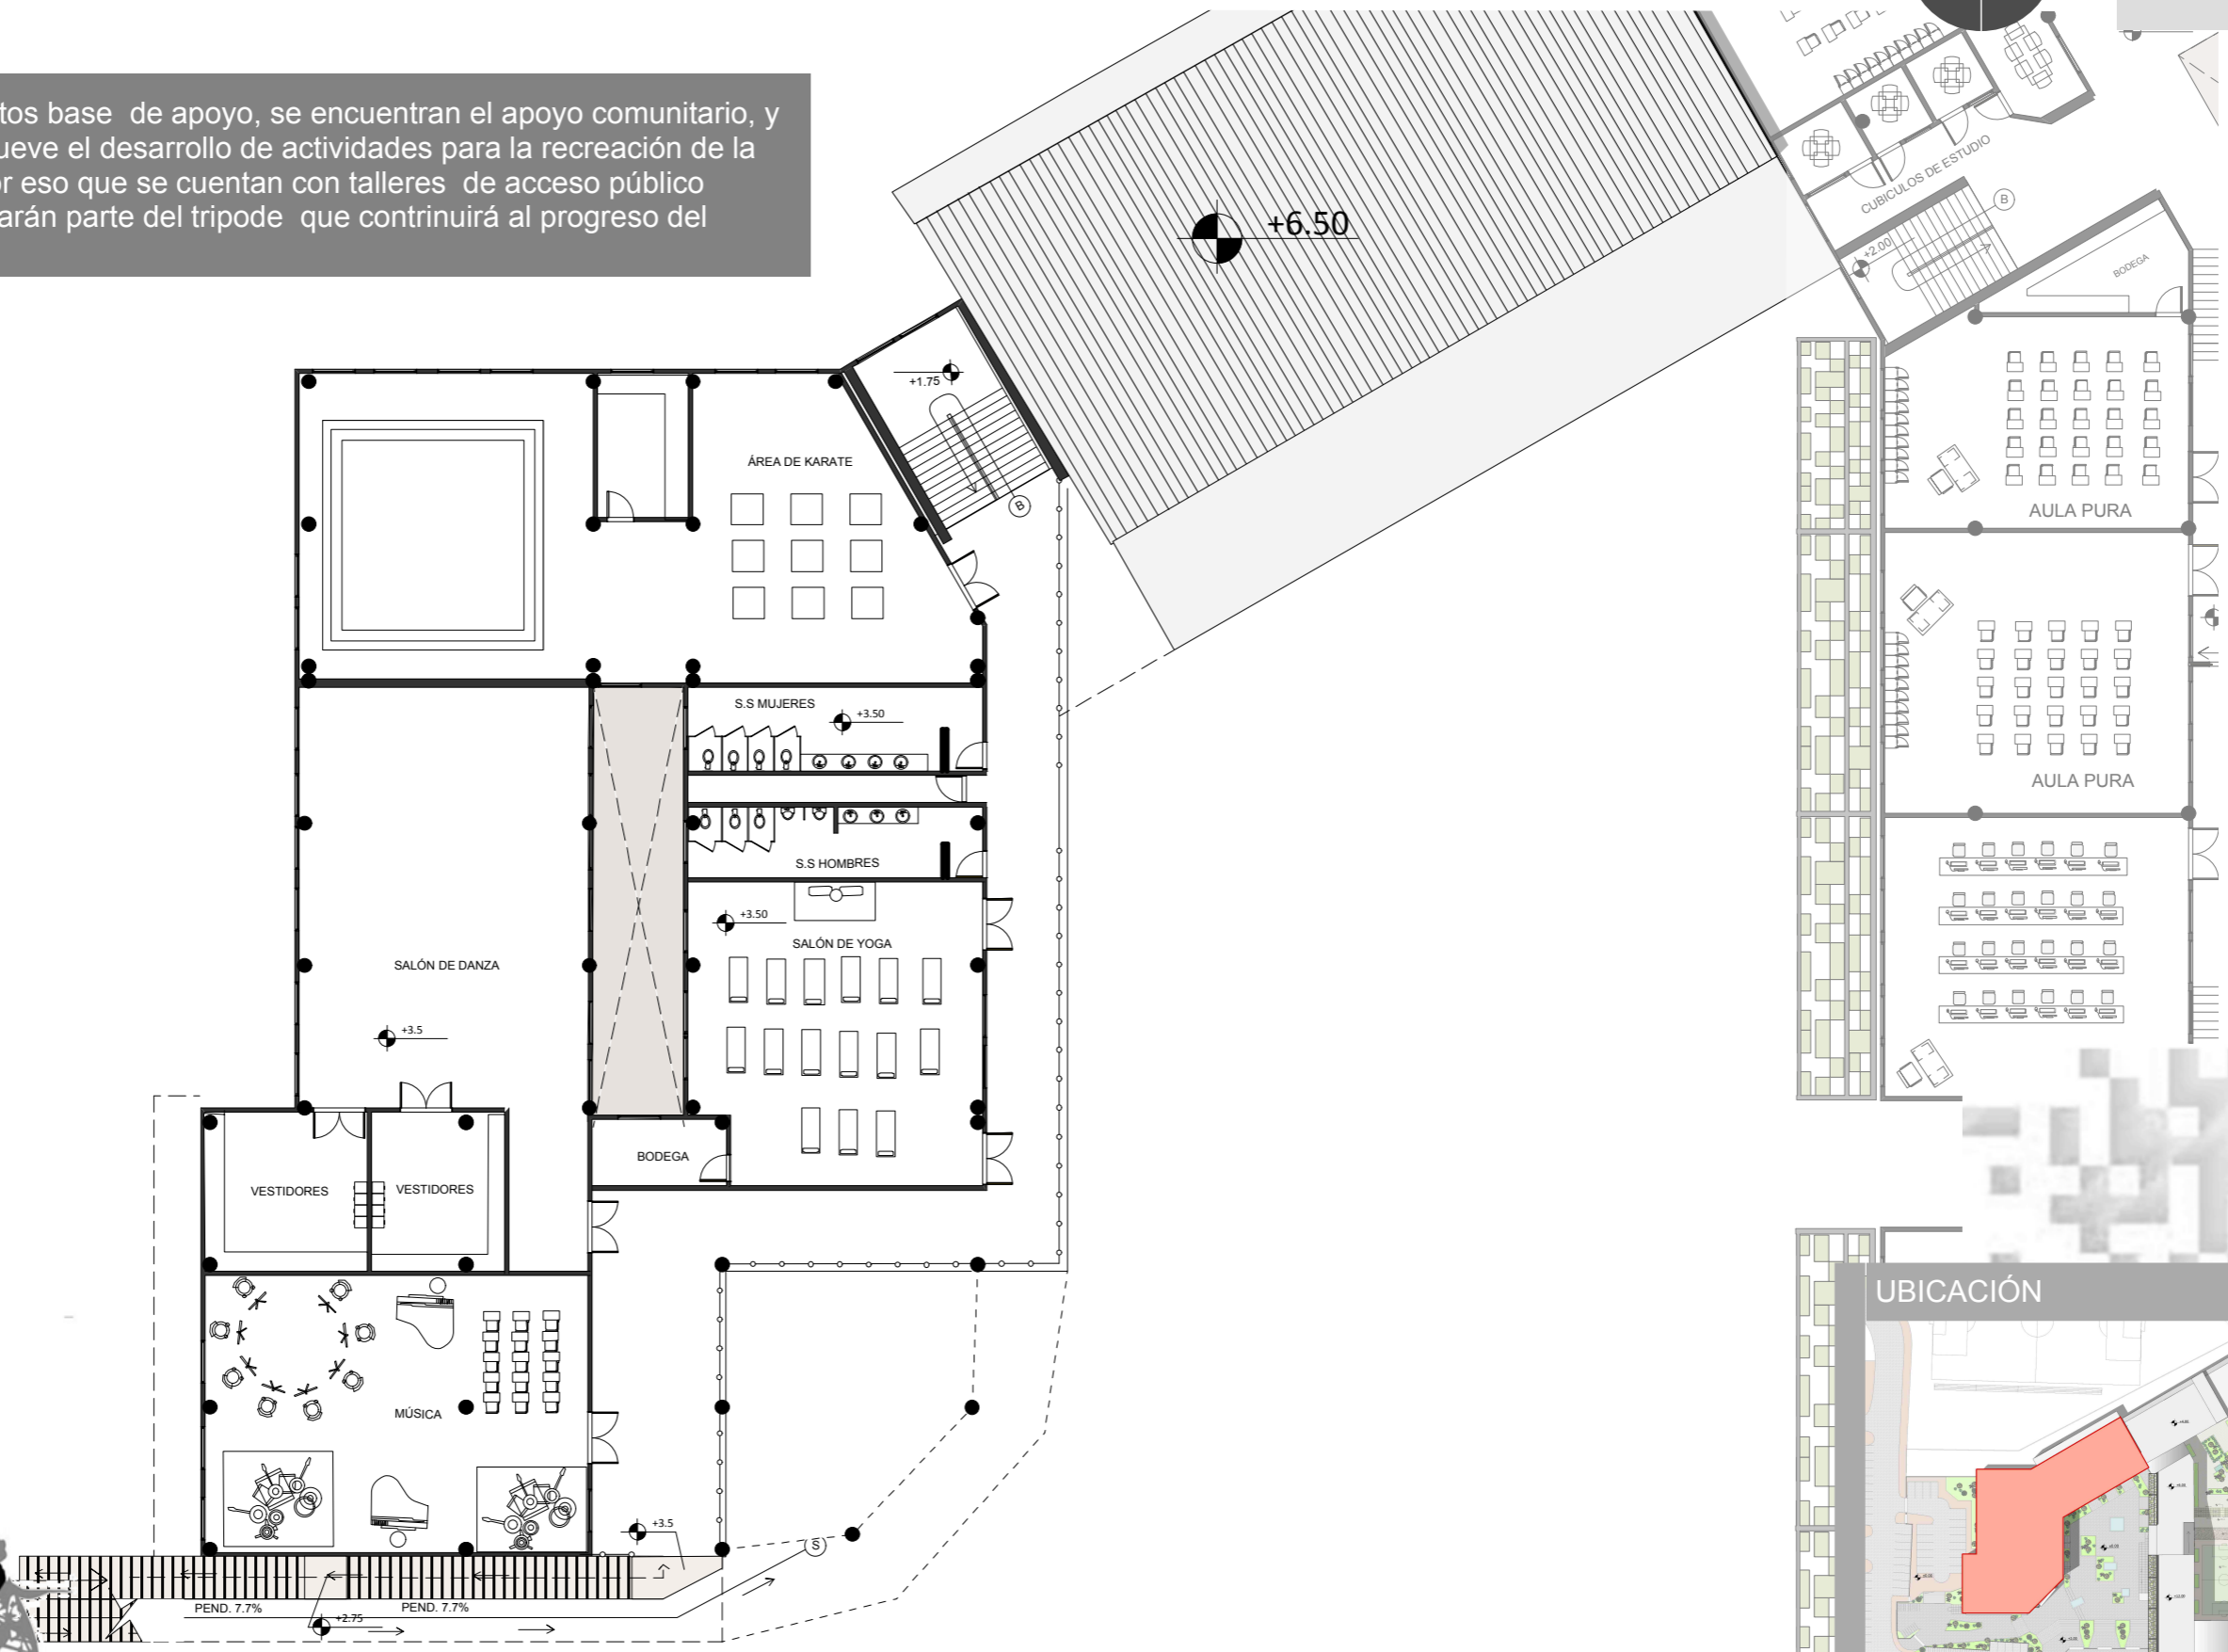 tos base de apoyo, se encuentran el apoyo comunitario, y
ueve el desarrollo de actividades para la recreación de la
or eso que se cuentan con talleres de acceso público
arán parte del tripode que contrinuirá al progreso del
+6.50
CUBICULOS DE ESTUDIO
B
+2.00
BODEGA
+1.75
B
ÁREA DE KARATE
AULA PURA
S.S MUJERES
+3.50
AULA PURA
S.S HOMBRES
+3.50
SALÓN DE YOGA
SALÓN DE DANZA
+3.5
BODEGA
VESTIDORES
VESTIDORES
UBICACIÓN
MÚSICA
+3.5
S
PEND. 7.7%
PEND. 7.7%
+2.75